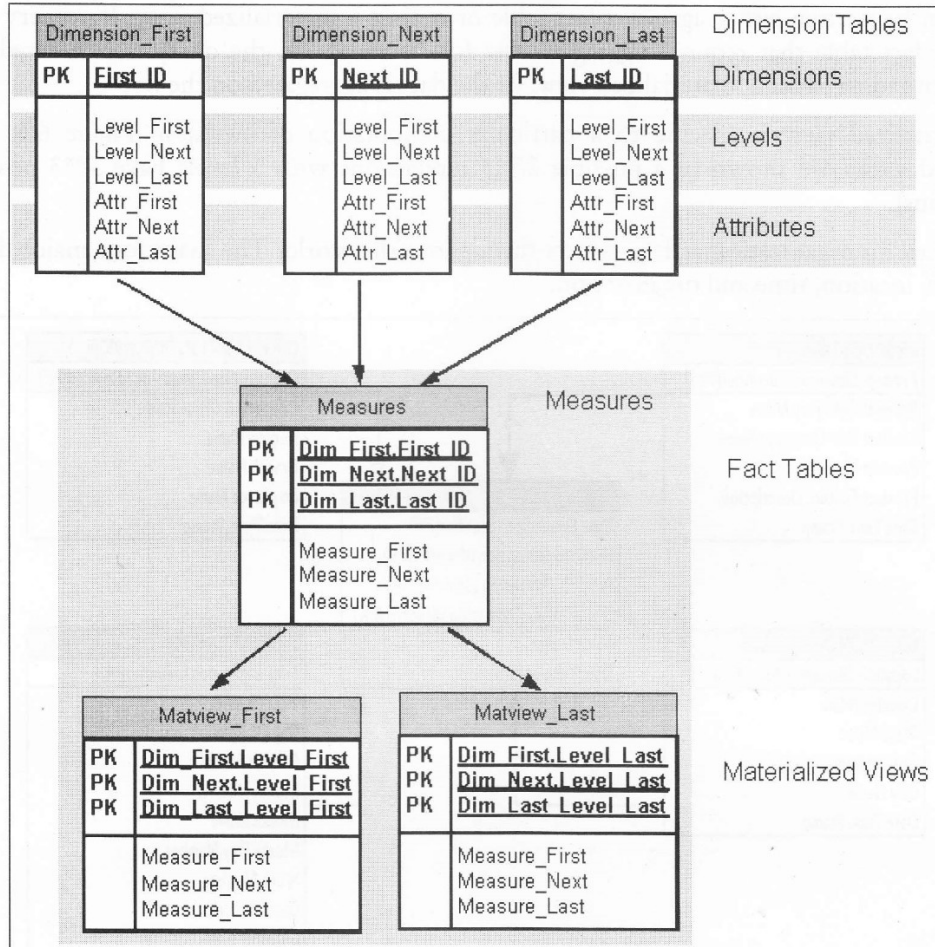 Dimension_First
PK First_ID
Level_First
Level_Next
Level_Last
Attr_First
Attr_Next
Attr_Last
Dimension_Next
PK Next_ID
Level_First
Level_Next
Level_Last
Attr_First
Attr_Next
Attr_Last
Dimension_Last
PK Last_ID
Level_First
Level_Next
Level_Last
Attr_First
Attr_Next
Attr_Last
Dimension Tables
Dimensions
Levels
Attributes
Measures
PK Dim_First.First_ID
PK Dim_Next.Next_ID
PK Dim_Last.Last_ID
Measure_First
Measure_Next
Measure_Last
Measures
Fact Tables
Matview_First
PK Dim_First.Level_First
PK Dim_Next.Level_First
PK Dim_Last_Level_First
Measure_First
Measure_Next
Measure_Last
Matview_Last
PK Dim_First.Level_Last
PK Dim_Next.Level_Last
PK Dim_Last_Level_Last
Measure_First
Measure_Next
Measure_Last
Materialized Views